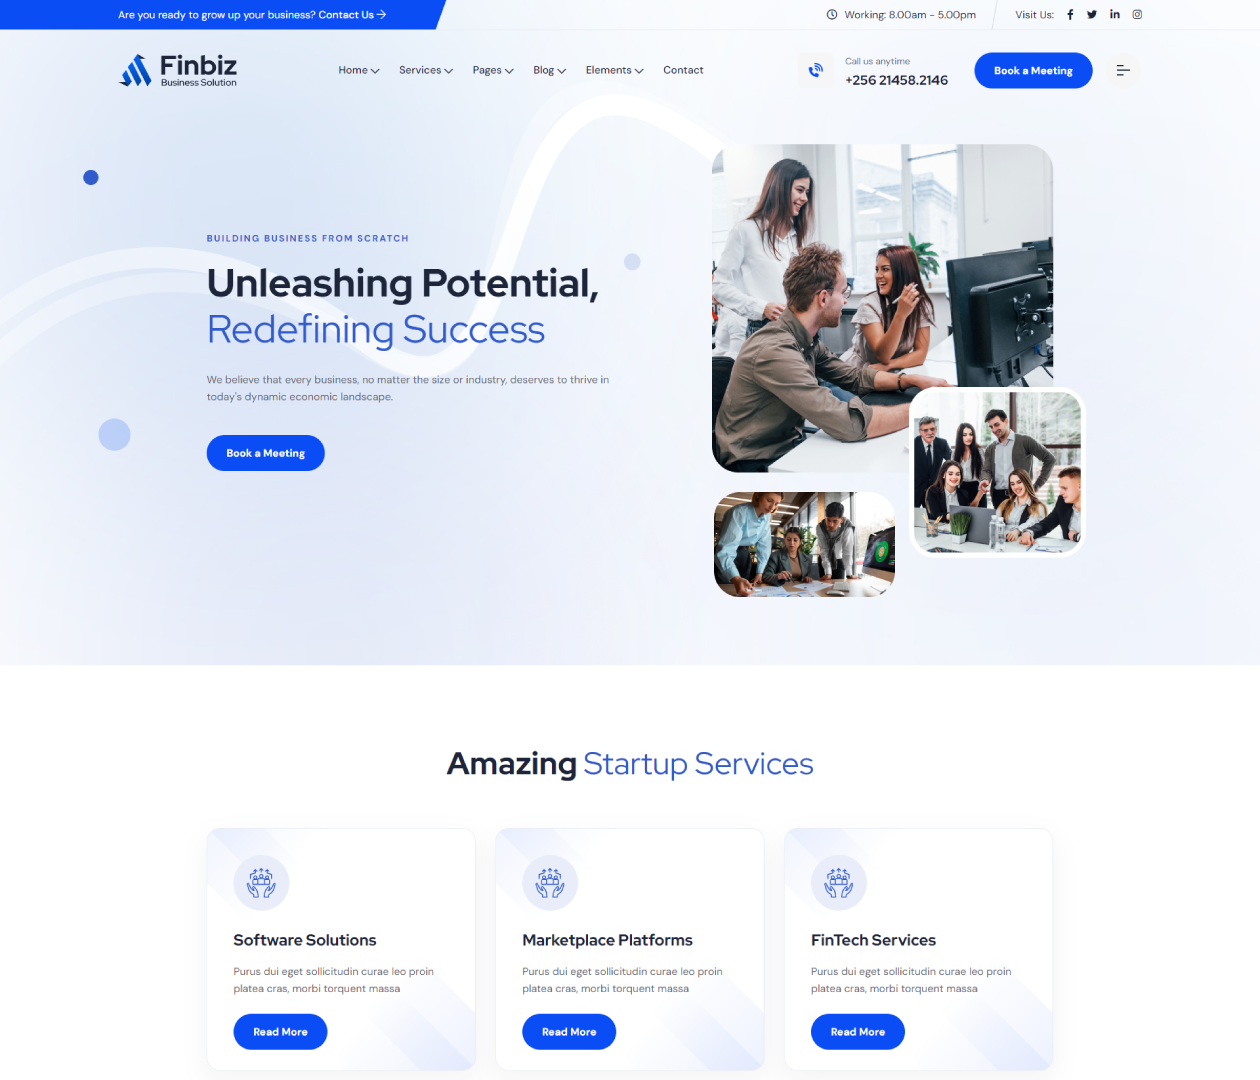 Are you ready to grow up your business? Contact Us
Working: 8.00am - 5.00pm
Visit Us:
Finbiz
Business Solution
Home
Services
Pages
Blog
Elements
Contact
Call us anytime
+256 21458.2146
Book a Meeting
BUILDING BUSINESS FROM SCRATCH
Unleashing Potential,
Redefining Success
We believe that every business, no matter the size or industry, deserves to thrive in
today's dynamic economic landscape.
Book a Meeting
Amazing Startup Services
Software Solutions
Purus dui eget sollicitudin curae leo proin
platea cras, morbi torquent massa
Read More
Marketplace Platforms
Purus dui eget sollicitudin curae leo proin
platea cras, morbi torquent massa
Read More
FinTech Services
Purus dui eget sollicitudin curae leo proin
platea cras, morbi torquent massa
Read More